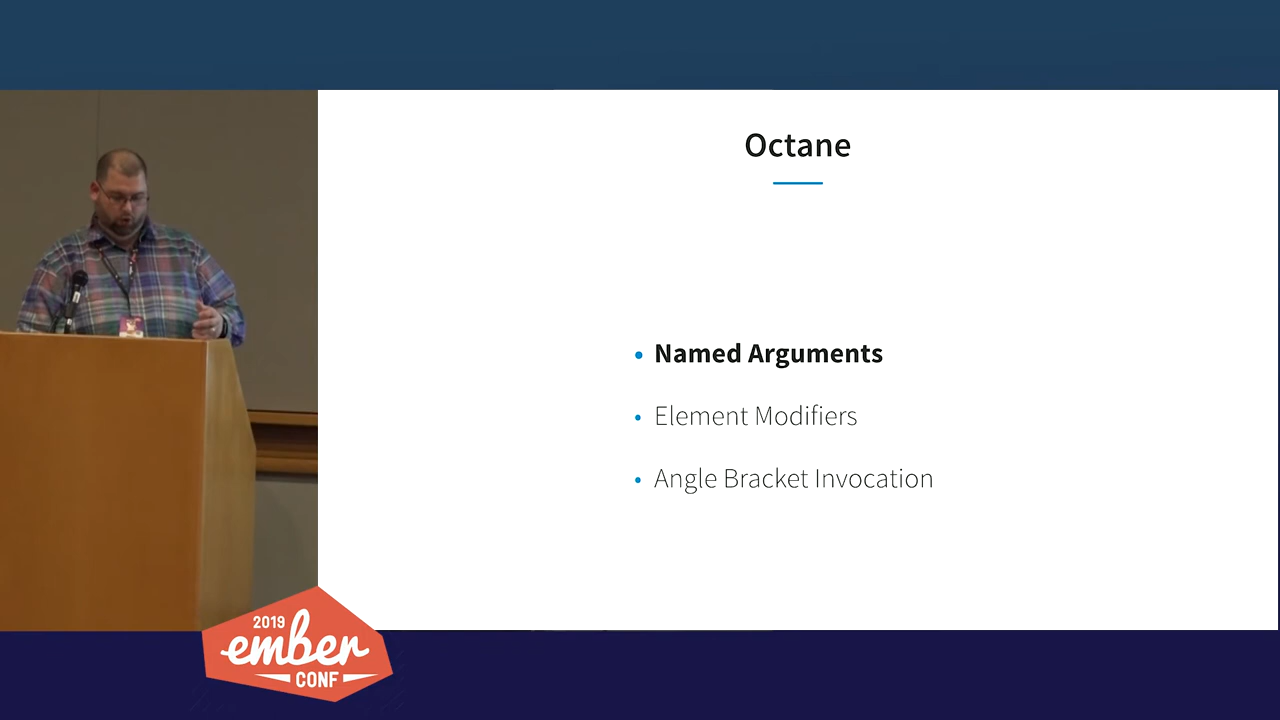 Octane
• Named Arguments
• Element Modifiers
• Angle Bracket Invocation
2019
ember
CONF